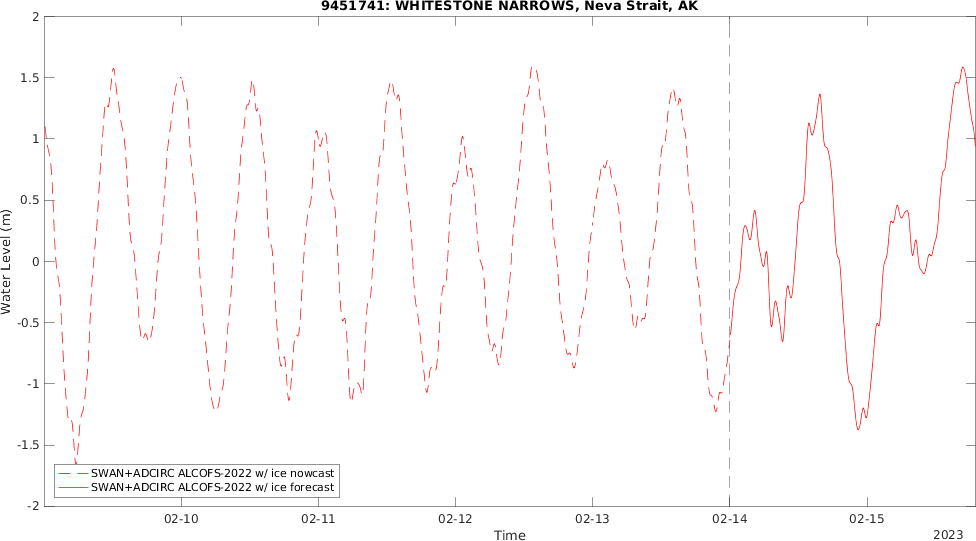 9451741: WHITESTONE NARROWS, Neva Strait, AK
Water Level (m)
2
1.5
1
0.5
0
-0.5
-1
-1.5
-2
SWAN+ADCIRC ALCOFS-2022 w/ ice nowcast
SWAN+ADCIRC ALCOFS-2022 w/ ice forecast
02-10 02-11 02-12 02-13 02-14 02-15
Time
2023